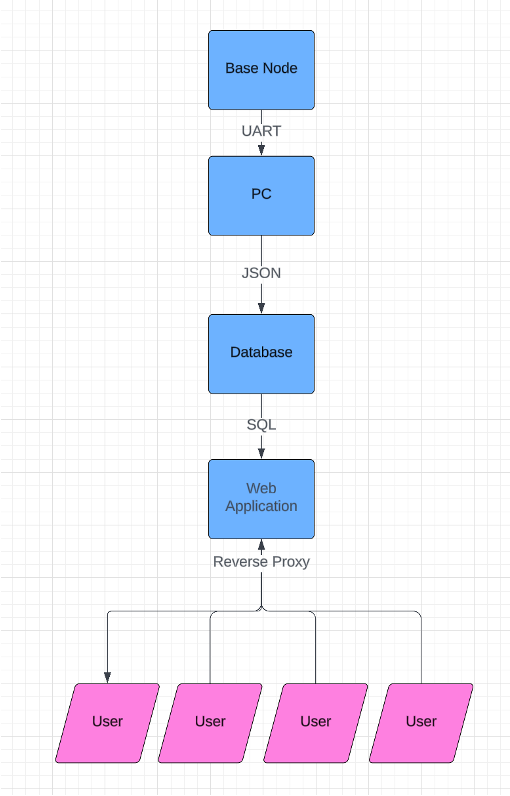 Base Node
UART
PC
JSON
Database
SQL
Web
Application
Reverse Proxy
User
User
User
User